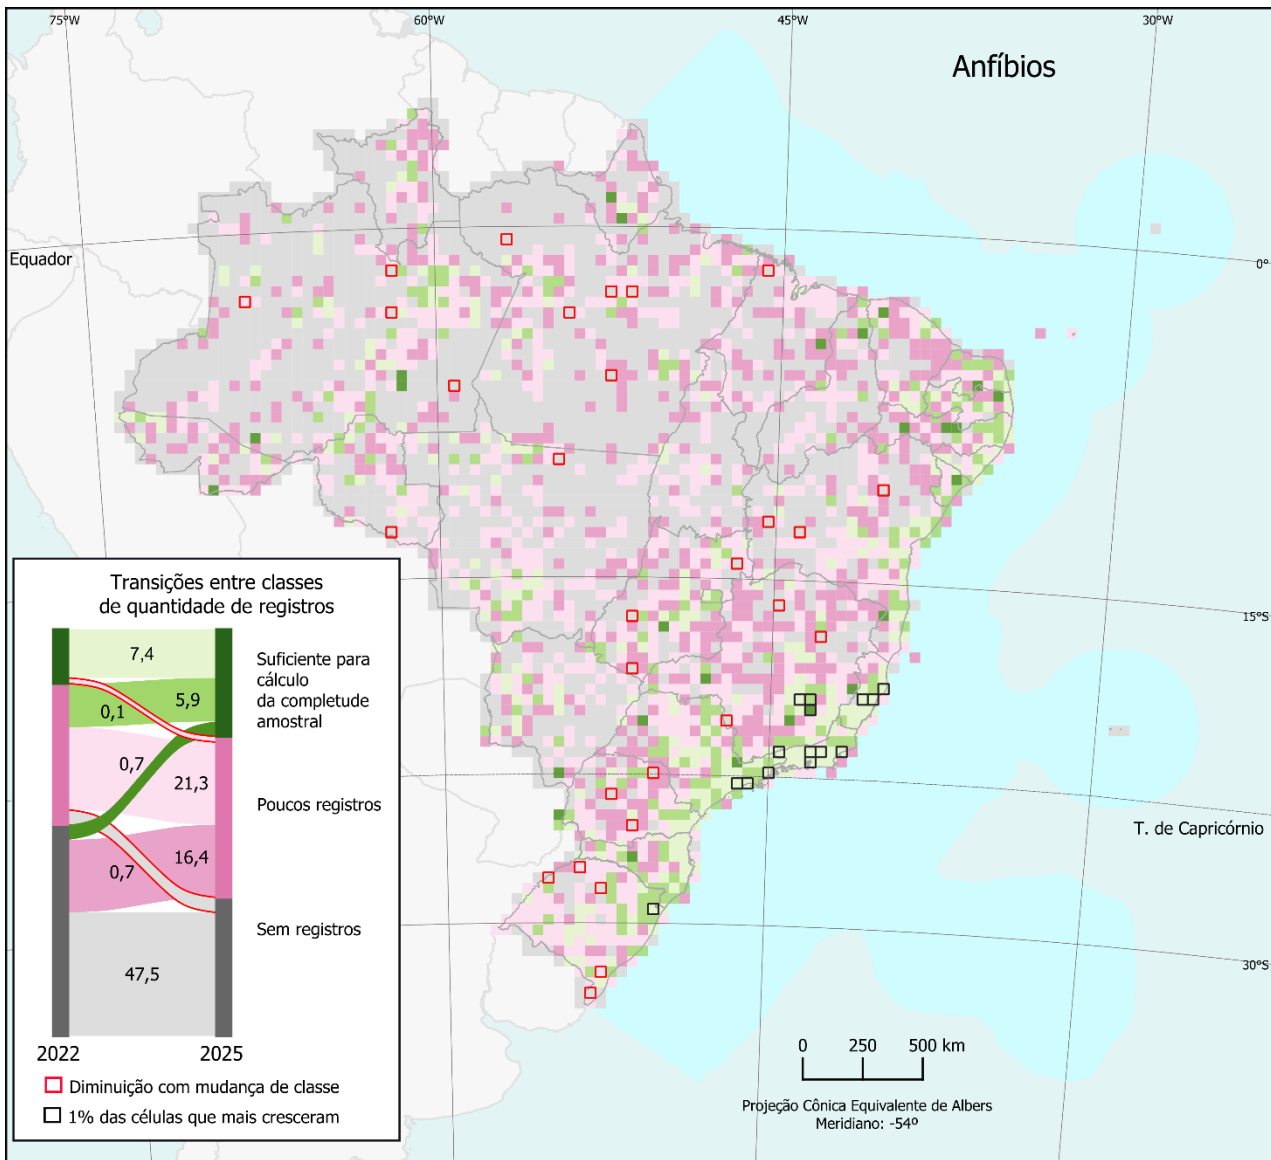 75°W
60°W
45°W
30°W
Anfíbios
Equador
0°
15°S
T. de Capricórnio
30°S
Transições entre classes
de quantidade de registros
7,4
5,9
0,1
0,7
21,3
16,4
0,7
47,5
Suficiente para
cálculo
da completude
amostral
Poucos registros
Sem registros
2022
2025
Diminuição com mudança de classe
1% das células que mais cresceram
0
250
500 km
Projeção Cônica Equivalente de Albers
Meridiano: -54º